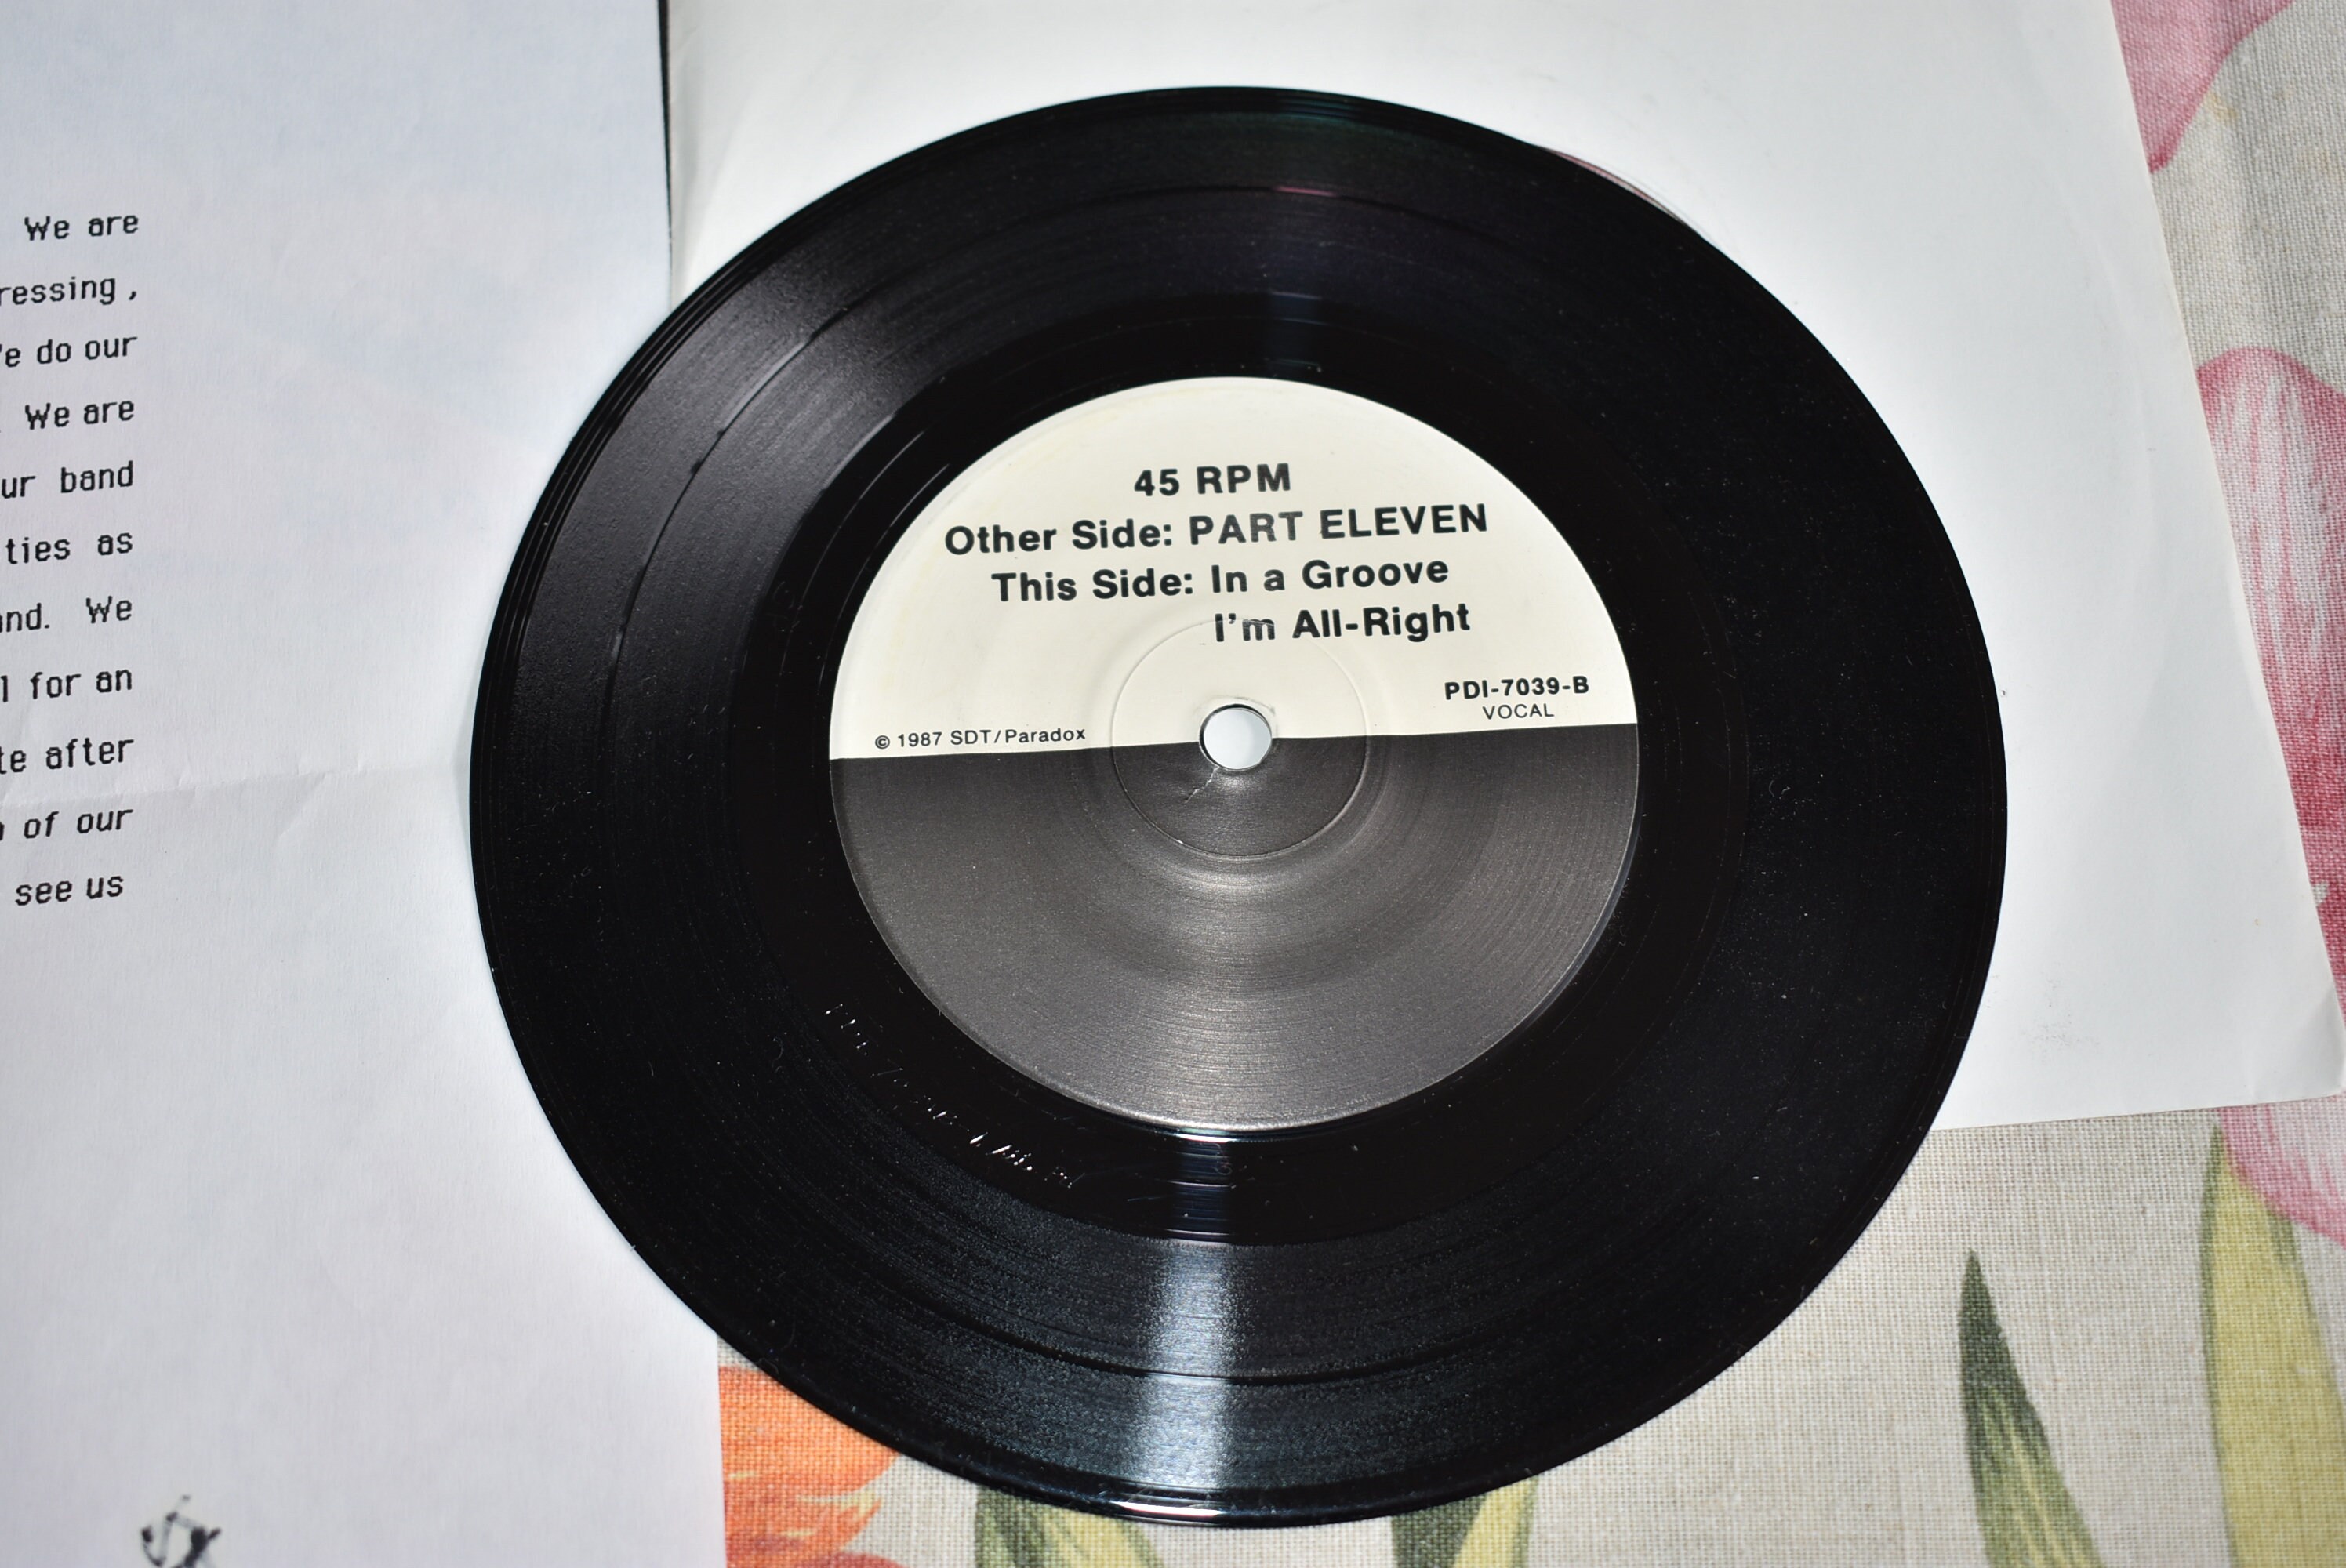 We are
ressing,
e do our
We are
ur band
ties as
and. We
l for an
te after
of our
see us
45 RPM
Other Side: PART ELEVEN
This Side: In a Groove
I'm All-Right
PDI-7039-B
VOCAL
© 1987 SDT/Paradox